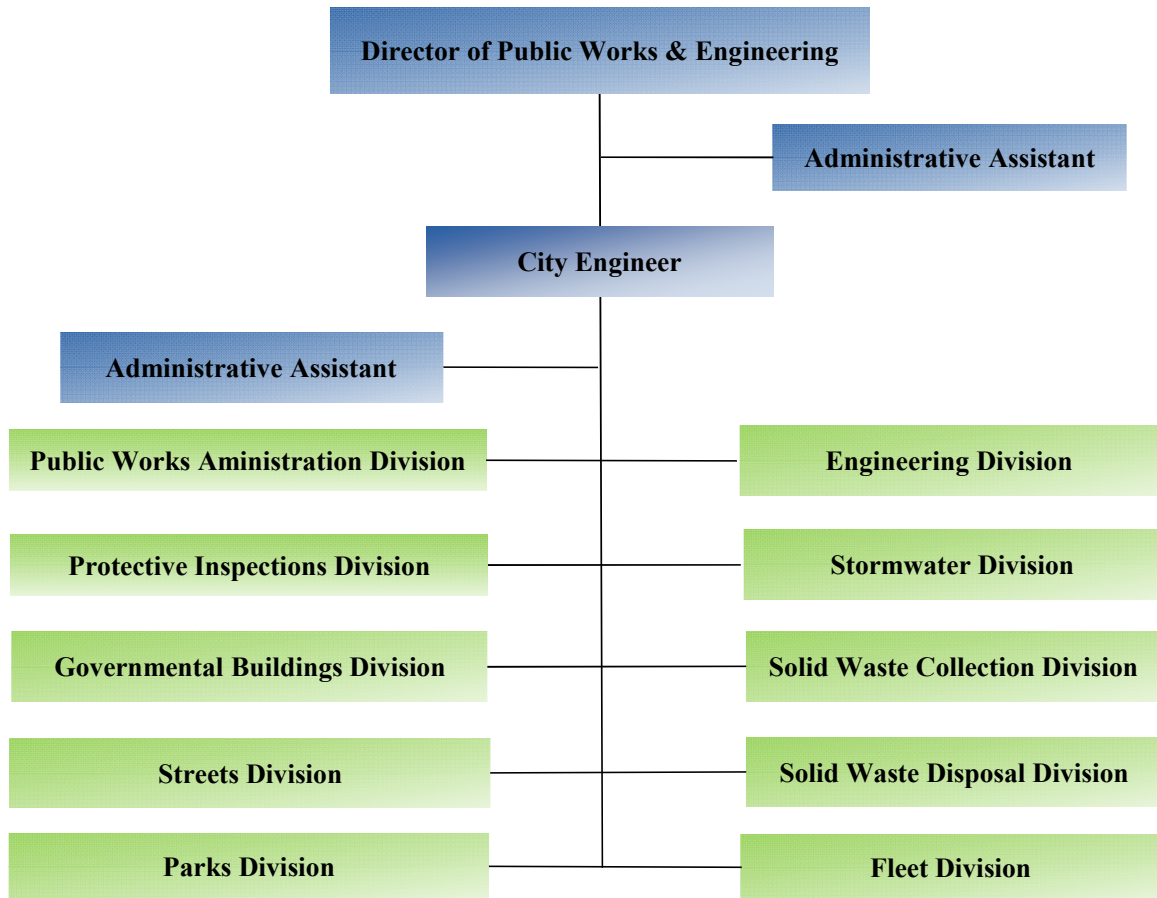 Director of Public Works & Engineering
Administrative Assistant
City Engineer
Administrative Assistant
Public Works Aministration Division
Engineering Division
Protective Inspections Division
Stormwater Division
Governmental Buildings Division
Solid Waste Collection Division
Streets Division
Solid Waste Disposal Division
Parks Division
Fleet Division